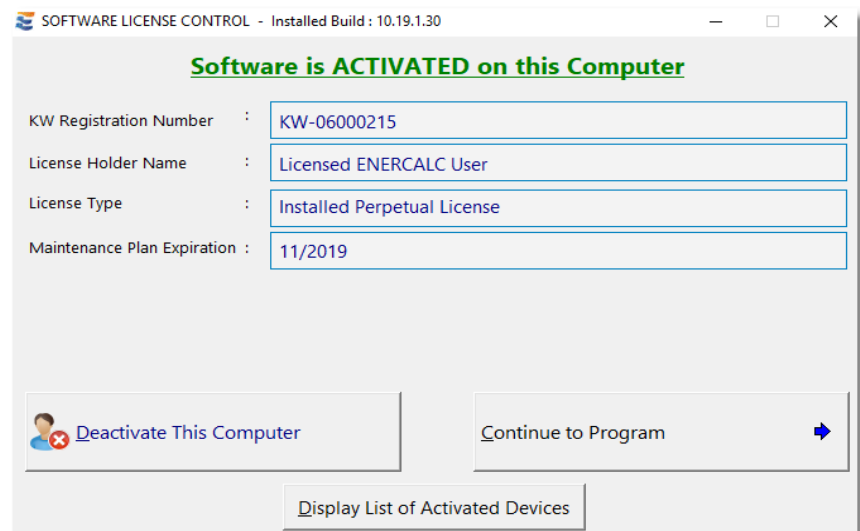 SOFTWARE LICENSE CONTROL - Installed Build : 10.19.1.30
Software is ACTIVATED on this Computer
KW Registration Number : KW-06000215
License Holder Name : Licensed ENERCALC User
License Type : Installed Perpetual License
Maintenance Plan Expiration : 11/2019
Deactivate This Computer
Continue to Program
Display List of Activated Devices